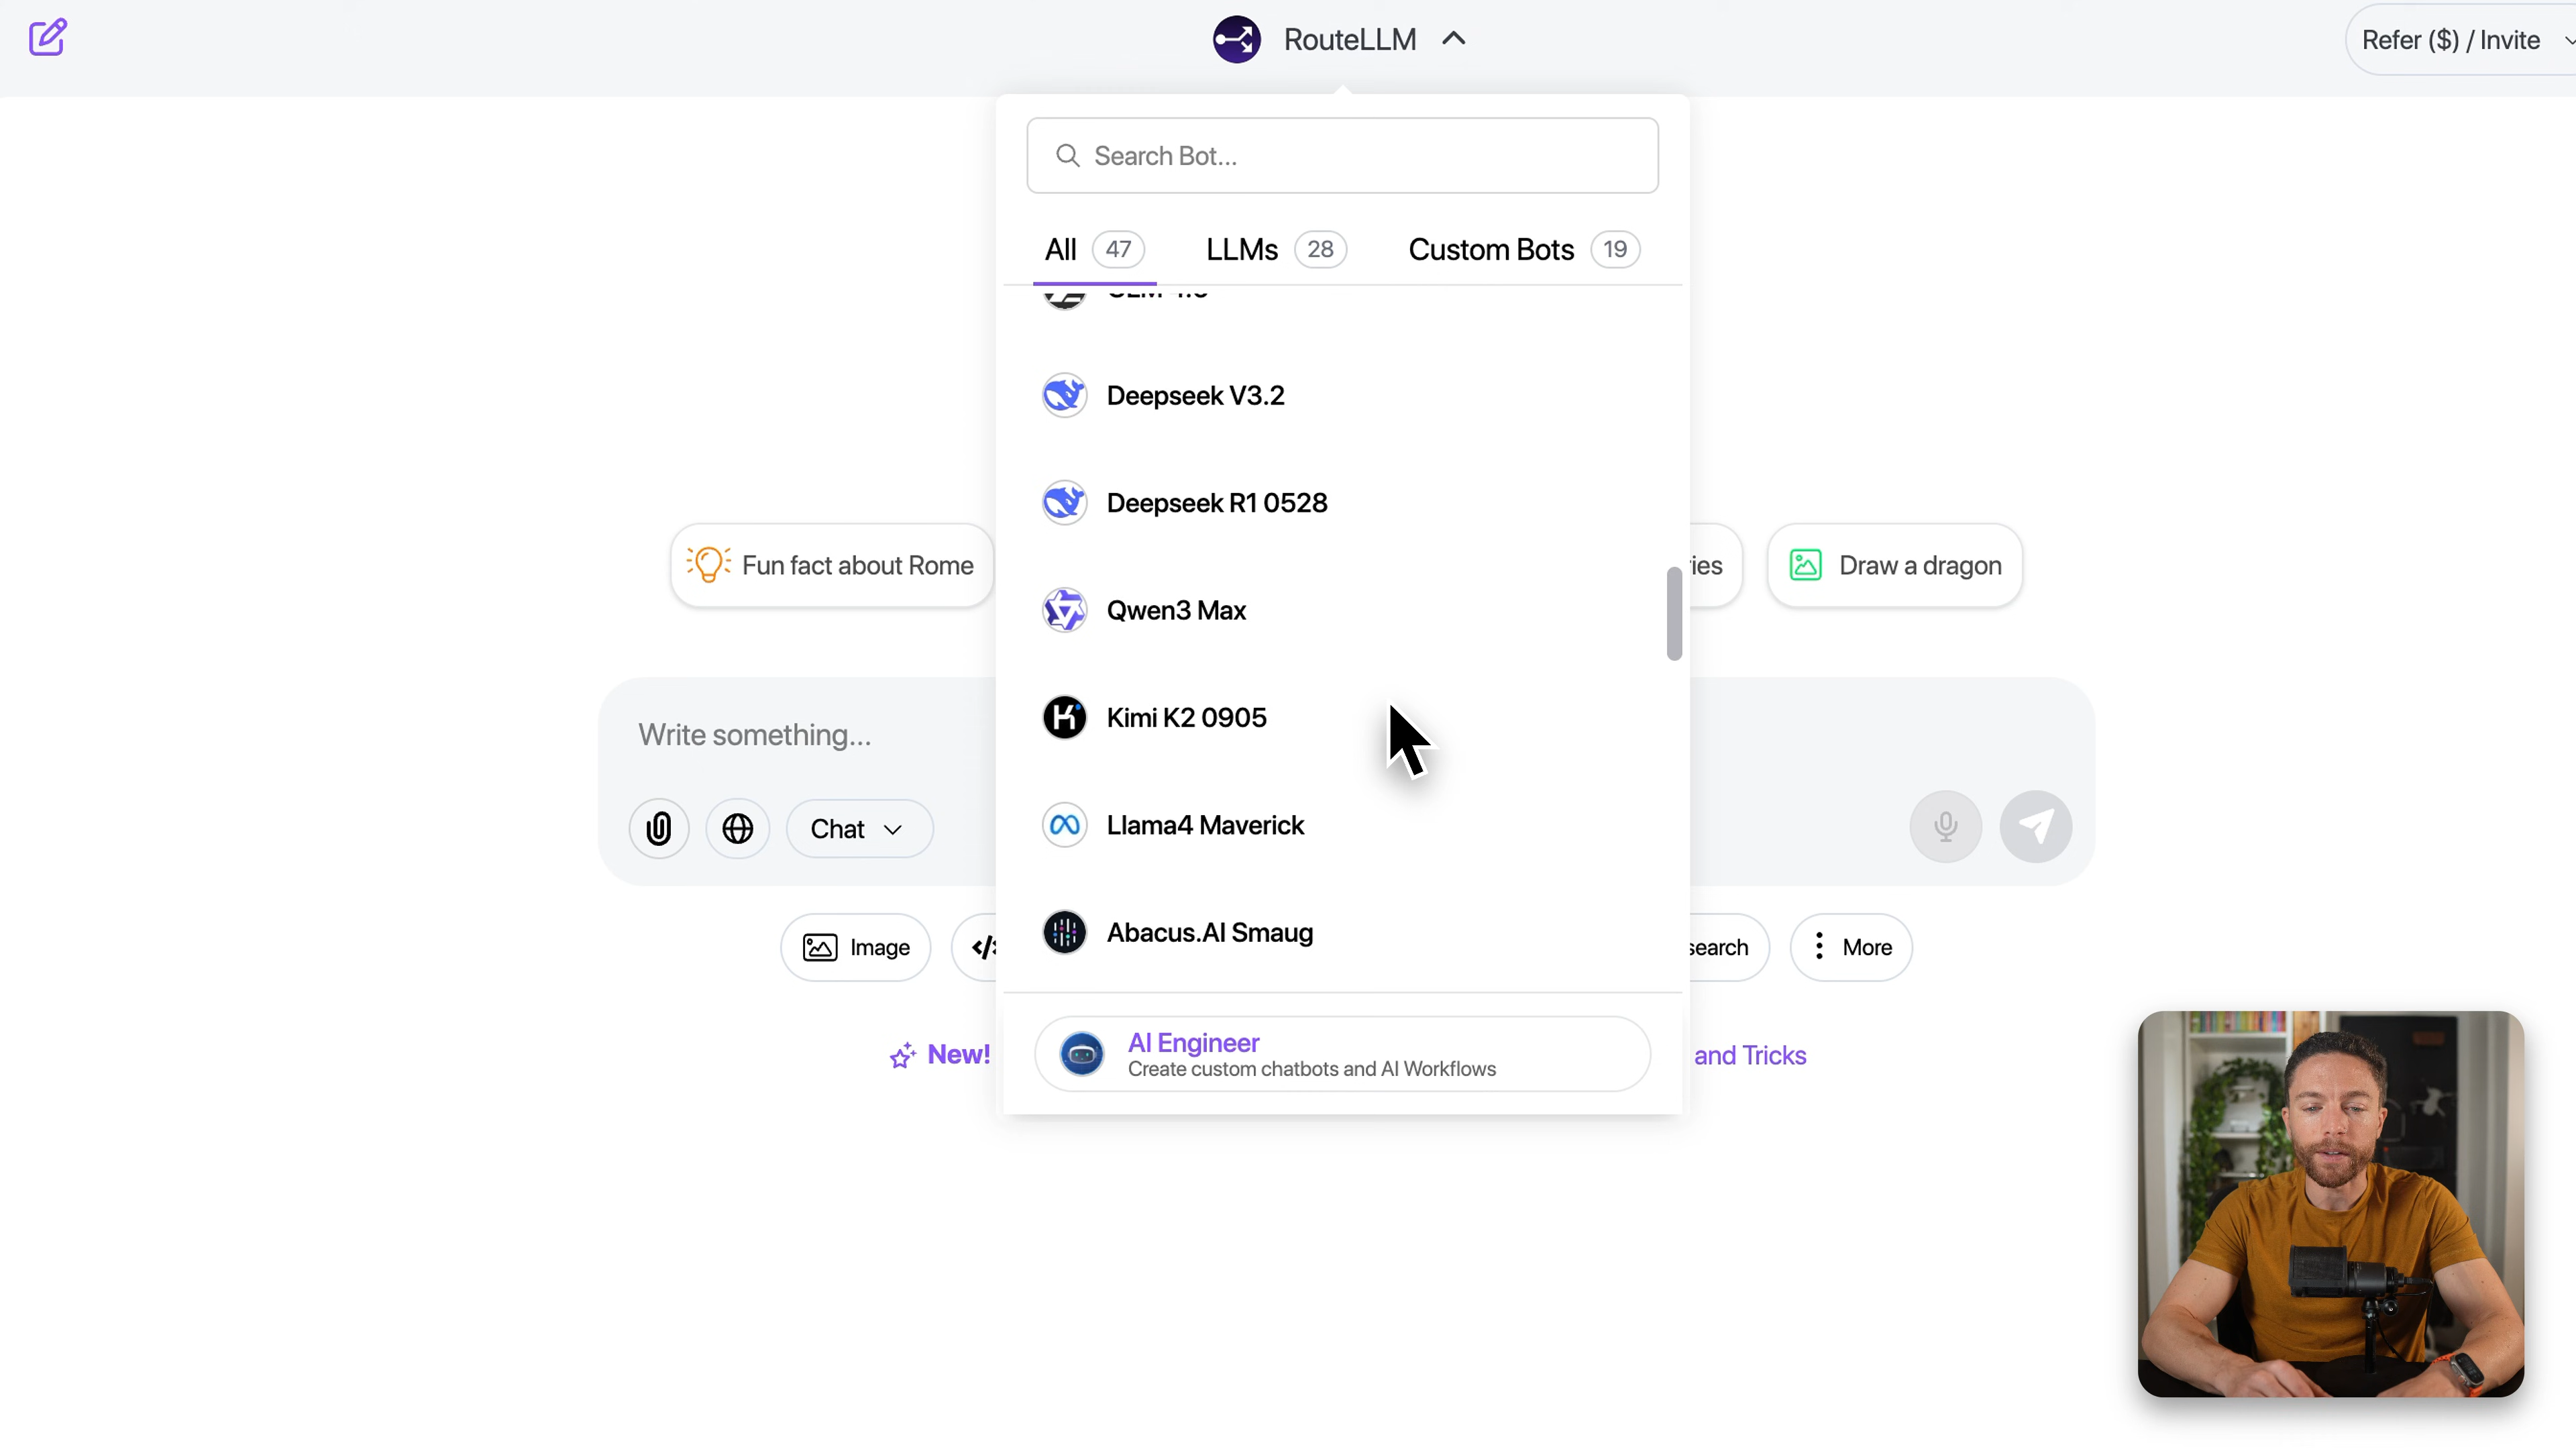 RouteLLM
Refer ($) / Invite
Search Bot...
All 47
LLMs 28
Custom Bots 19
Deepseek V3.2
Deepseek R1 0528
Fun fact about Rome
ries
Draw a dragon
Qwen3 Max
Kimi K2 0905
Write something...
Chat
Llama4 Maverick
Abacus.AI Smaug
Image
search
More
New!
AI Engineer
Create custom chatbots and AI Workflows
and Tricks